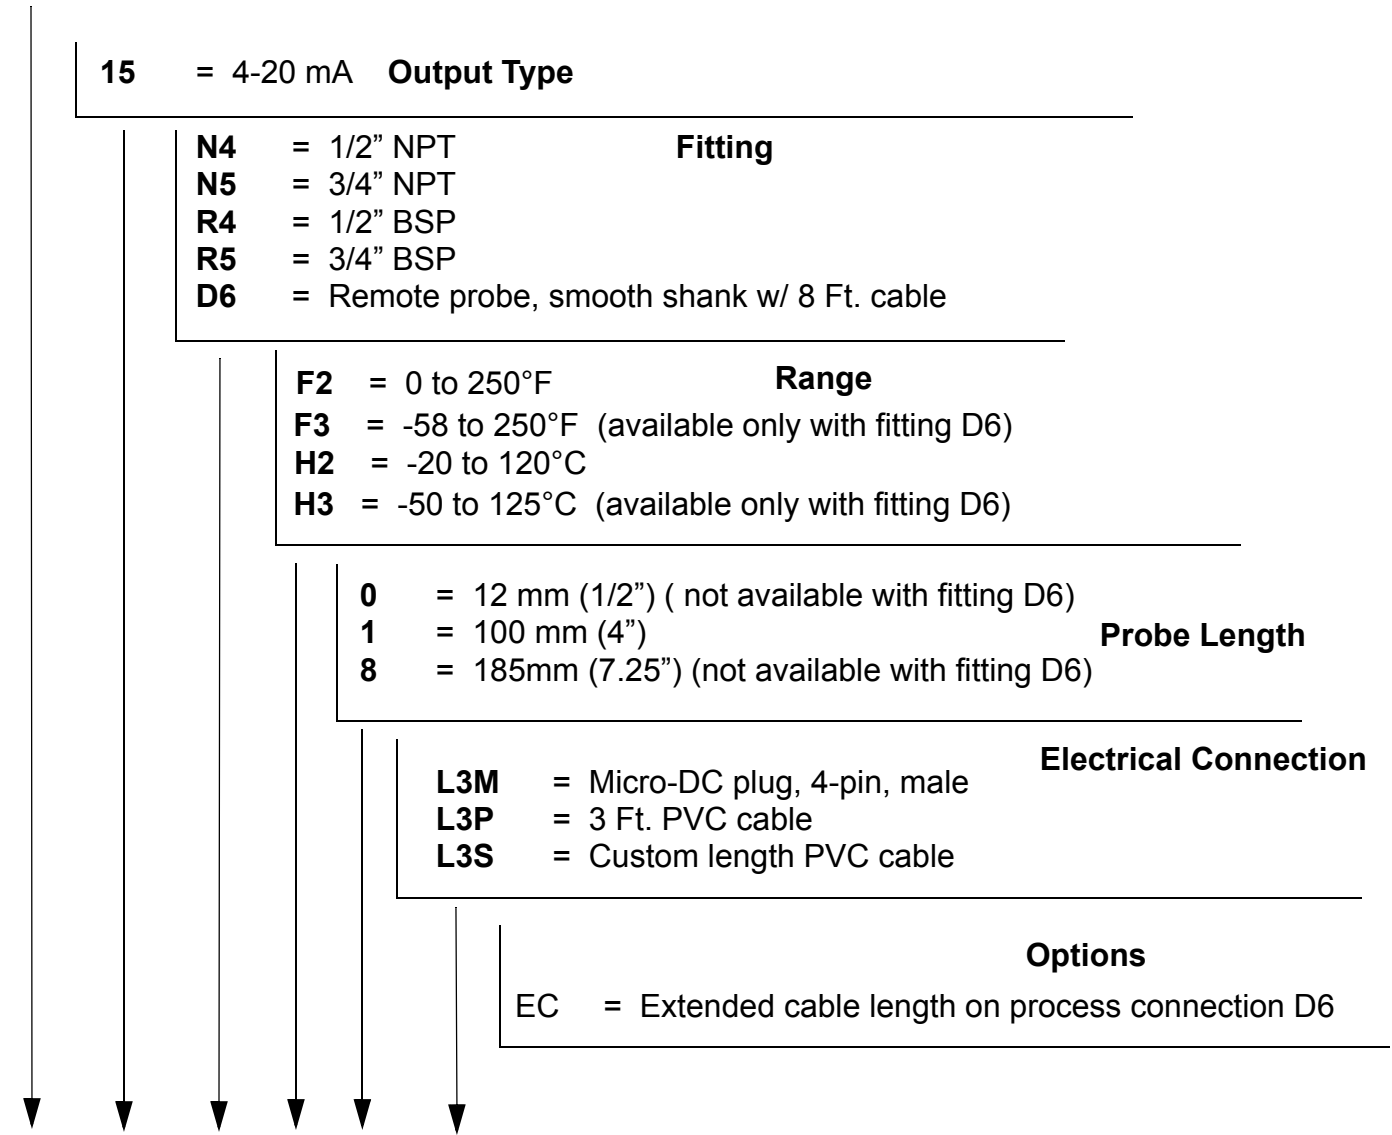 15 = 4-20 mA Output Type
N4 = 1/2” NPT Fitting
N5 = 3/4” NPT
R4 = 1/2” BSP
R5 = 3/4” BSP
D6 = Remote probe, smooth shank w/ 8 Ft. cable
F2 = 0 to 250°F Range
F3 = -58 to 250°F (available only with fitting D6)
H2 = -20 to 120°C
H3 = -50 to 125°C (available only with fitting D6)
0 = 12 mm (1/2”) ( not available with fitting D6)
1 = 100 mm (4”) Probe Length
8 = 185mm (7.25”) (not available with fitting D6)
Electrical Connection
L3M = Micro-DC plug, 4-pin, male
L3P = 3 Ft. PVC cable
L3S = Custom length PVC cable
Options
EC = Extended cable length on process connection D6